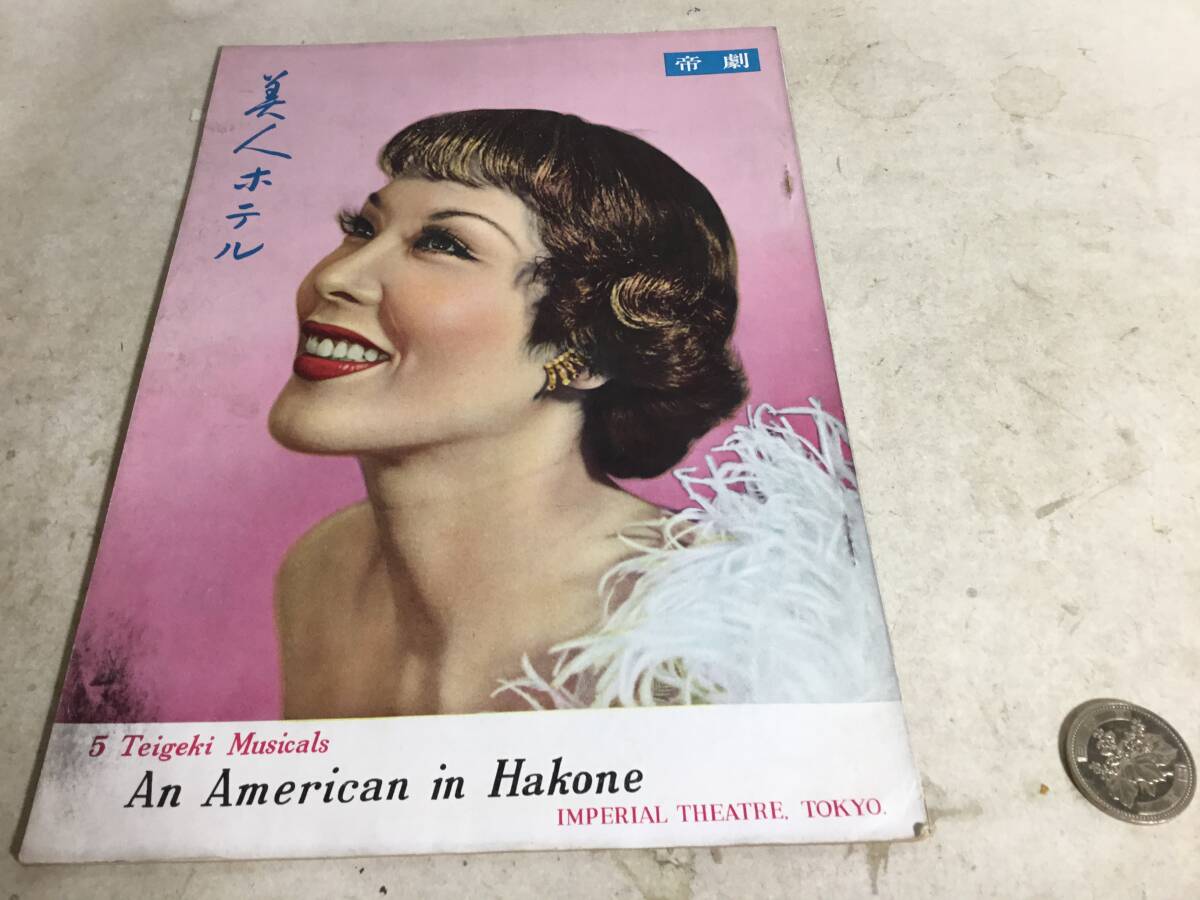 帝劇
美人ホテル
5 Teigeki Musicals
An American in Hakone
IMPERIAL THEATRE, TOKYO.